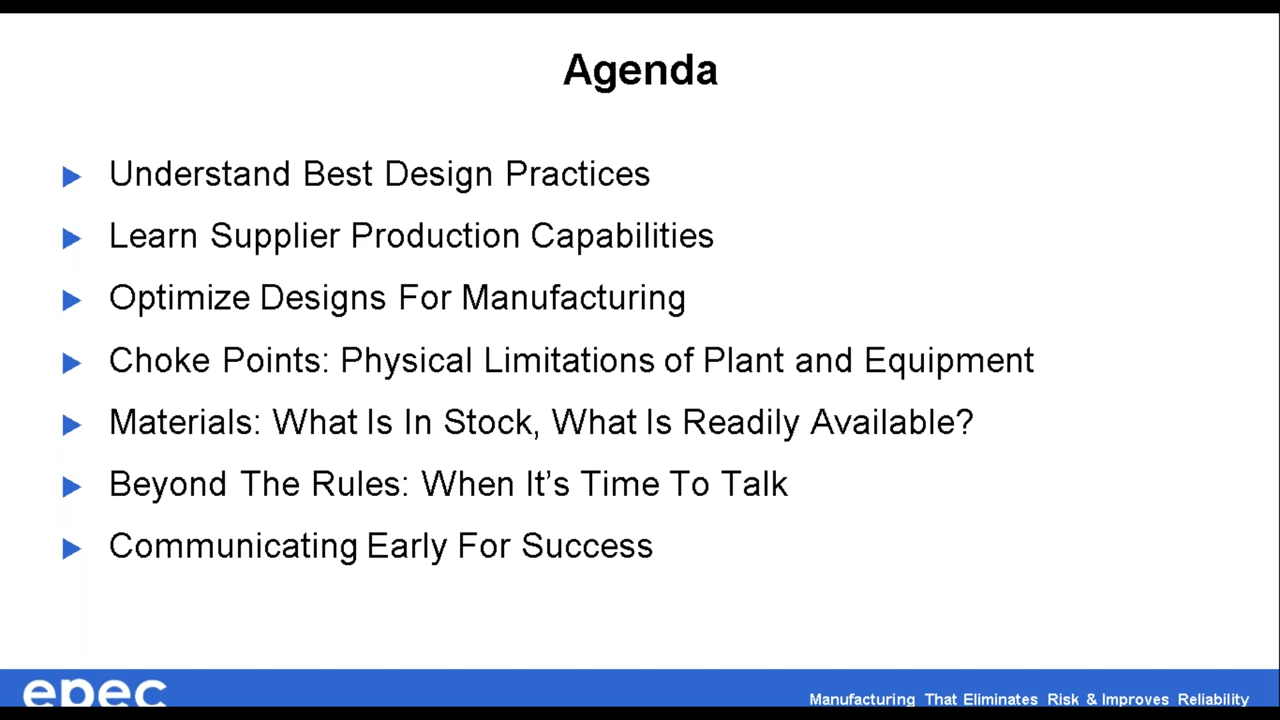 Agenda
Understand Best Design Practices
Learn Supplier Production Capabilities
Optimize Designs For Manufacturing
Choke Points: Physical Limitations of Plant and Equipment
Materials: What Is In Stock, What Is Readily Available?
Beyond The Rules: When It's Time To Talk
Communicating Early For Success
epec
Manufacturing That Eliminates Risk & Improves Reliability